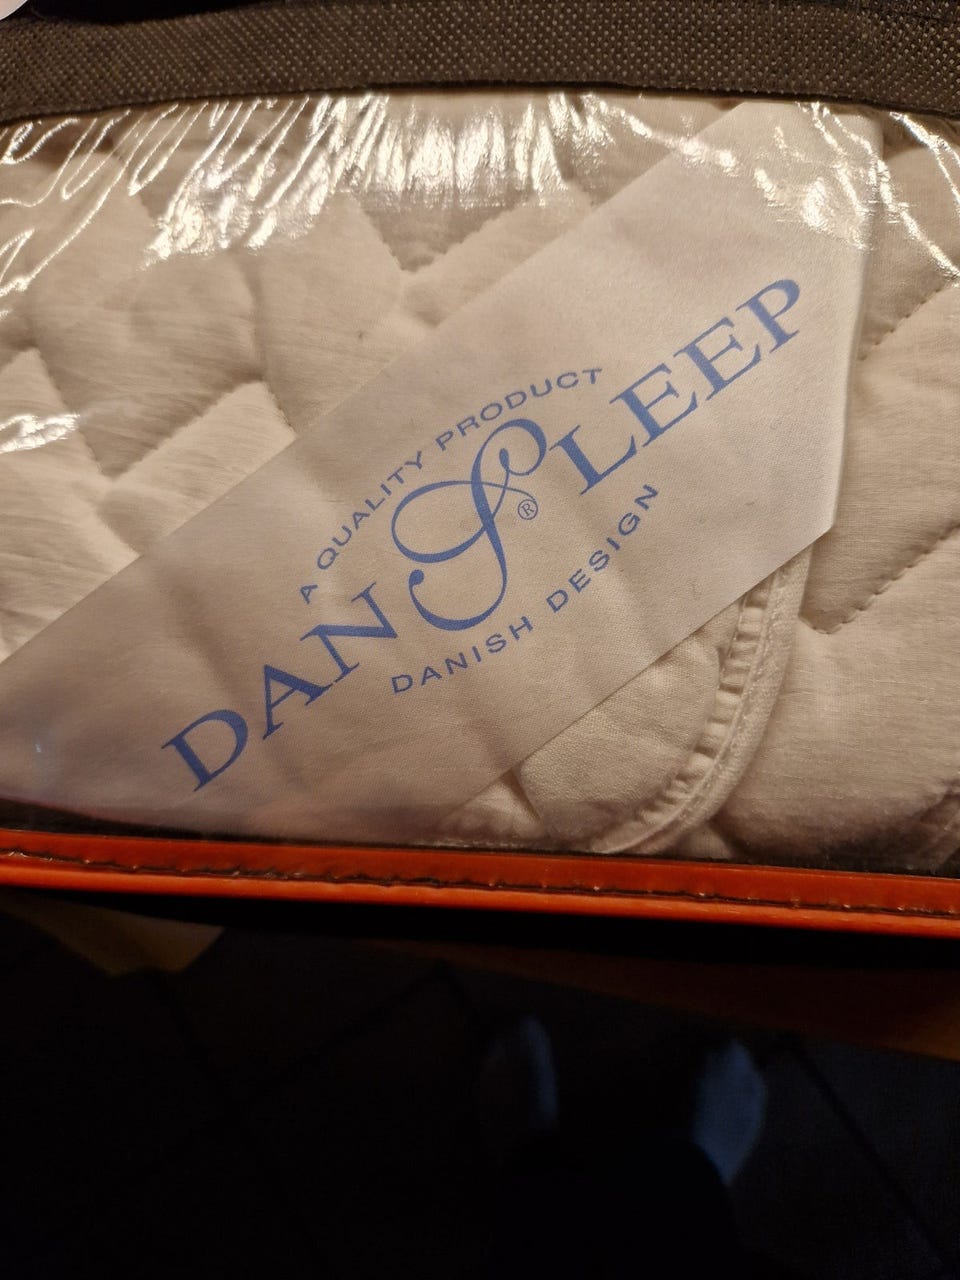 A QUALITY PRODUCT
DAN SLEEP®
DANISH DESIGN